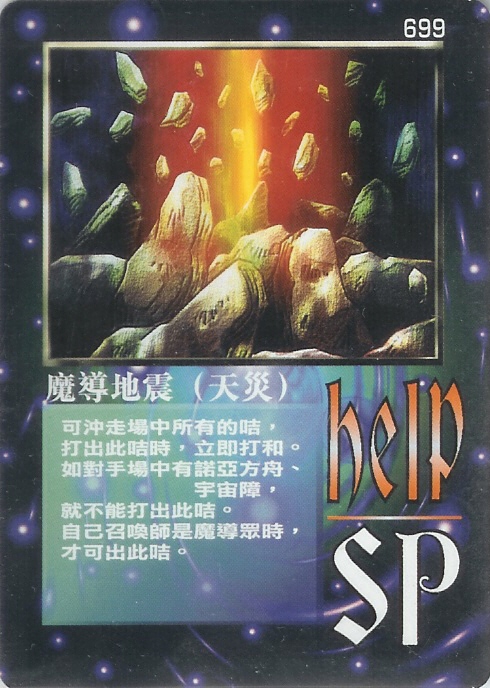 699
魔導地震（天災）
可沖走場中所有的咭，
打出此咭時，立即打和。
如對手場中有諾亞方舟、
宇宙障，
就不能打出此咭。
自己召喚師是魔導眾時，
才可出此咭。
help
SP